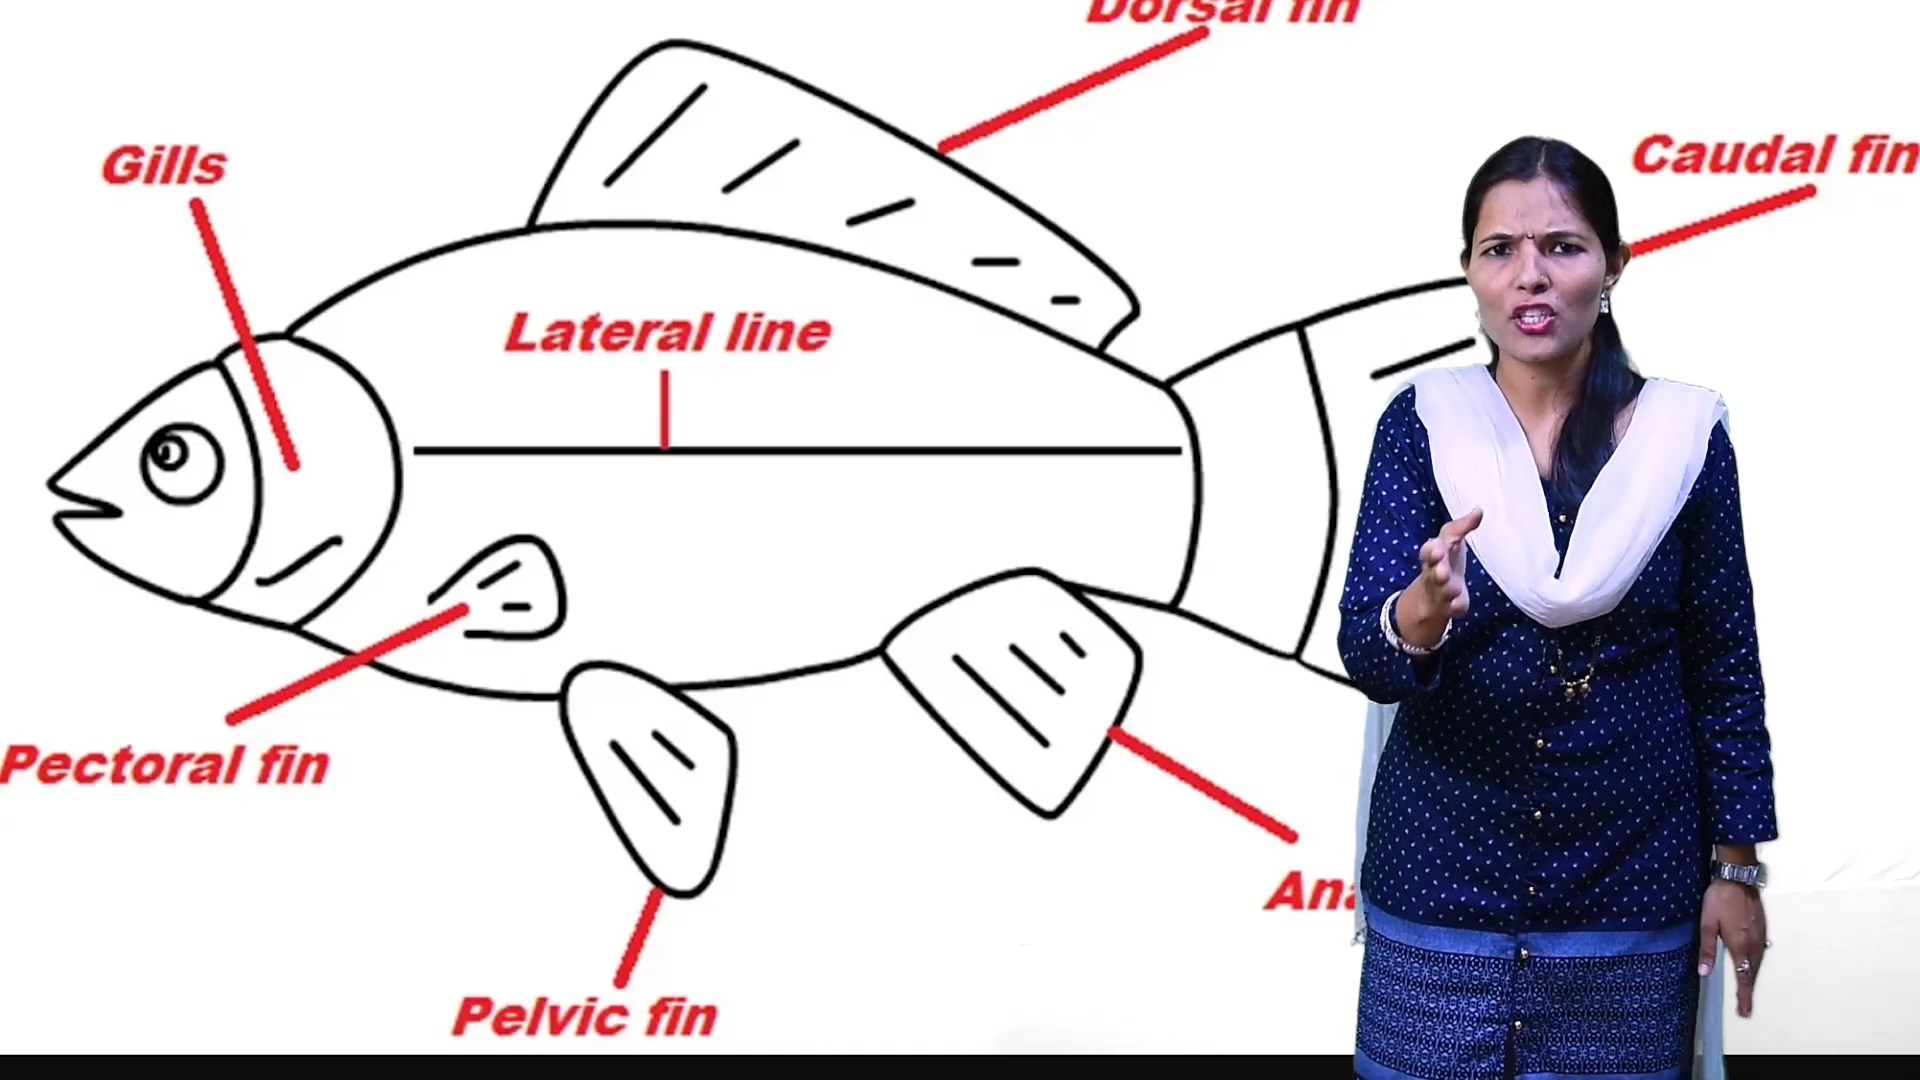 Dorsal fin
Caudal fin
Gills
Lateral line
Pectoral fin
Pelvic fin